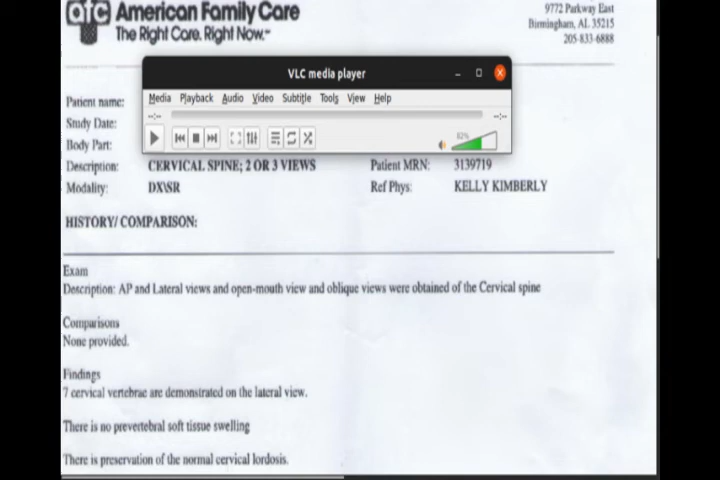 afc American Family Care
The Right Care. Right Now.℠
9772 Parkway East
Birmingham, AL 35215
205-833-6888
VLC media player
Media Playback Audio Video Subtitle Tools View Help
--:-- --:--
82%
Patient name:
Study Date:
Body Part:
Description: CERVICAL SPINE; 2 OR 3 VIEWS Patient MRN: 3139719
Modality: DX\SR Ref Phys: KELLY KIMBERLY
HISTORY/ COMPARISON:
Exam
Description: AP and Lateral views and open-mouth view and oblique views were obtained of the Cervical spine
Comparisons
None provided.
Findings
7 cervical vertebrae are demonstrated on the lateral view.
There is no prevertebral soft tissue swelling
There is preservation of the normal cervical lordosis.